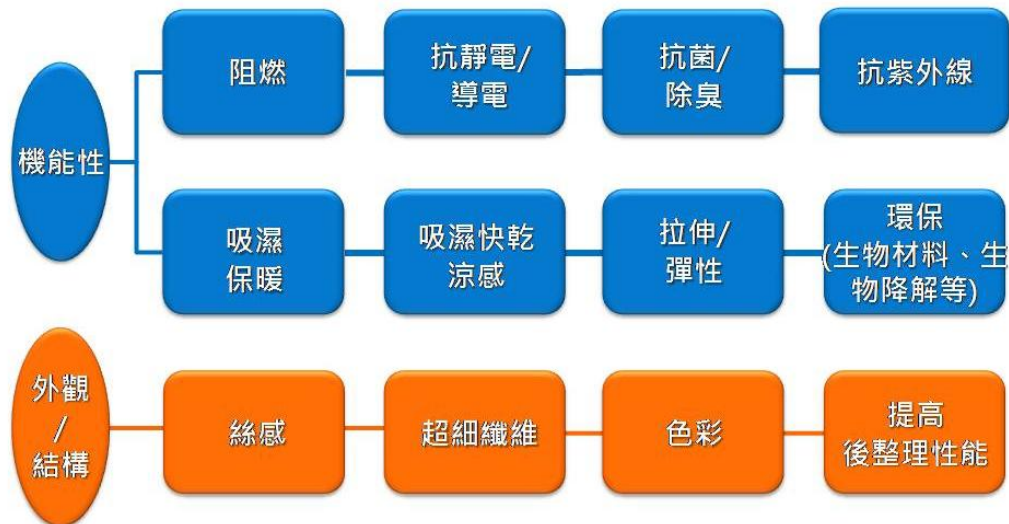 機能性
阻燃
抗靜電/
導電
抗菌/
除臭
抗紫外線
吸濕
保暖
吸濕快乾
涼感
拉伸/
彈性
環保
(生物材料、生
物降解等)
外觀
/
結構
絲感
超細纖維
色彩
提高
後整理性能